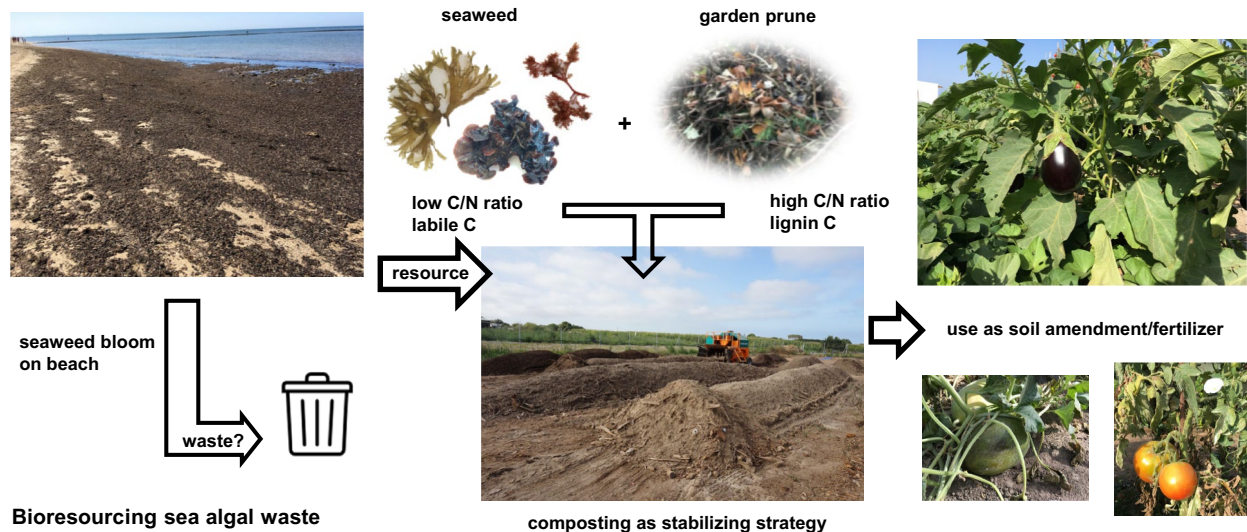 seaweed
garden prune
+
low C/N ratio
labile C
high C/N ratio
lignin C
resource
seaweed bloom
on beach
waste?
use as soil amendment/fertilizer
Bioresourcing sea algal waste
composting as stabilizing strategy